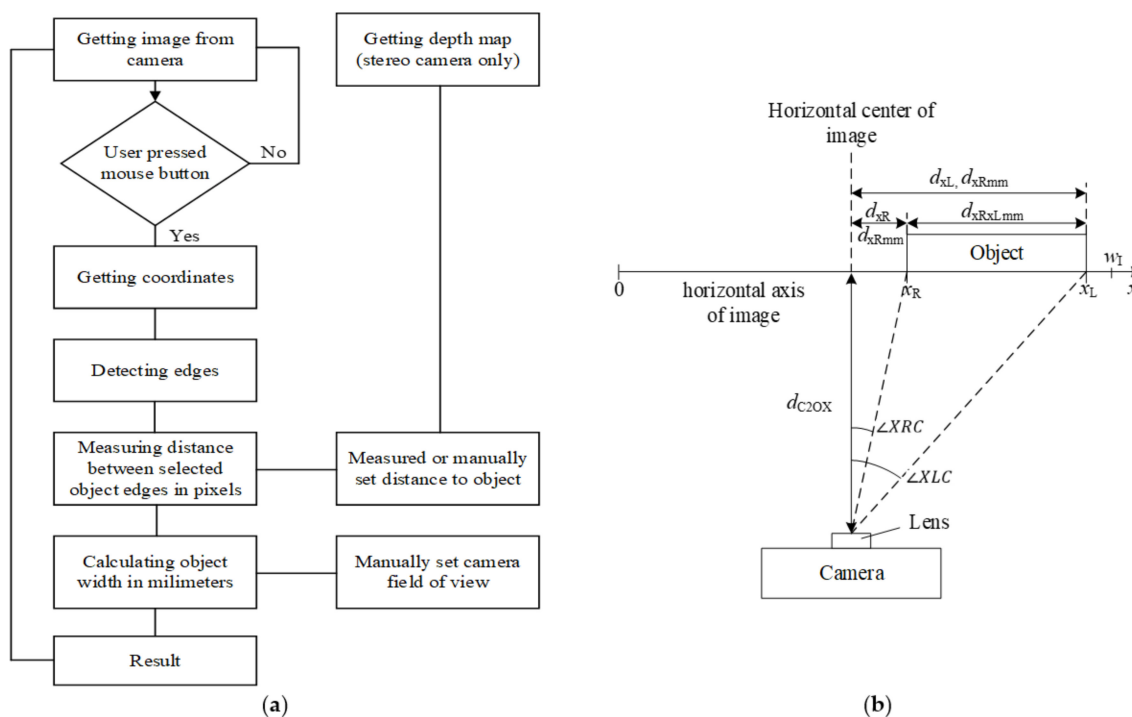 Getting image from
camera
User pressed
mouse button
No
Yes
Getting coordinates
Detecting edges
Measuring distance
between selected
object edges in pixels
Calculating object
width in milimeters
Result
Getting depth map
(stereo camera only)
Measured or manually
set distance to object
Manually set camera
field of view
(a)
Horizontal center of
image
dxL, dxRmm
dxR
dxRmm
dxRxLmm
Object
wI
0
horizontal axis
of image
xR
xL
x
dC2OX
∠XRC
∠XLC
Lens
Camera
(b)